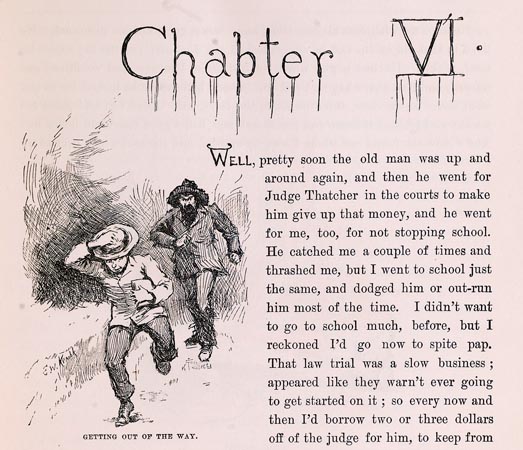 Chapter VI.
WELL, pretty soon the old man was up and
around again, and then he went for
Judge Thatcher in the courts to make
him give up that money, and he went
for me, too, for not stopping school.
He catched me a couple of times and
thrashed me, but I went to school just
the same, and dodged him or out-run
him most of the time. I didn't want
to go to school much, before, but I
reckoned I'd go now to spite pap.
That law trial was a slow business ;
appeared like they warn't ever going
to get started on it ; so every now and
then I'd borrow two or three dollars
off of the judge for him, to keep from
E.W. Kemble
GETTING OUT OF THE WAY.